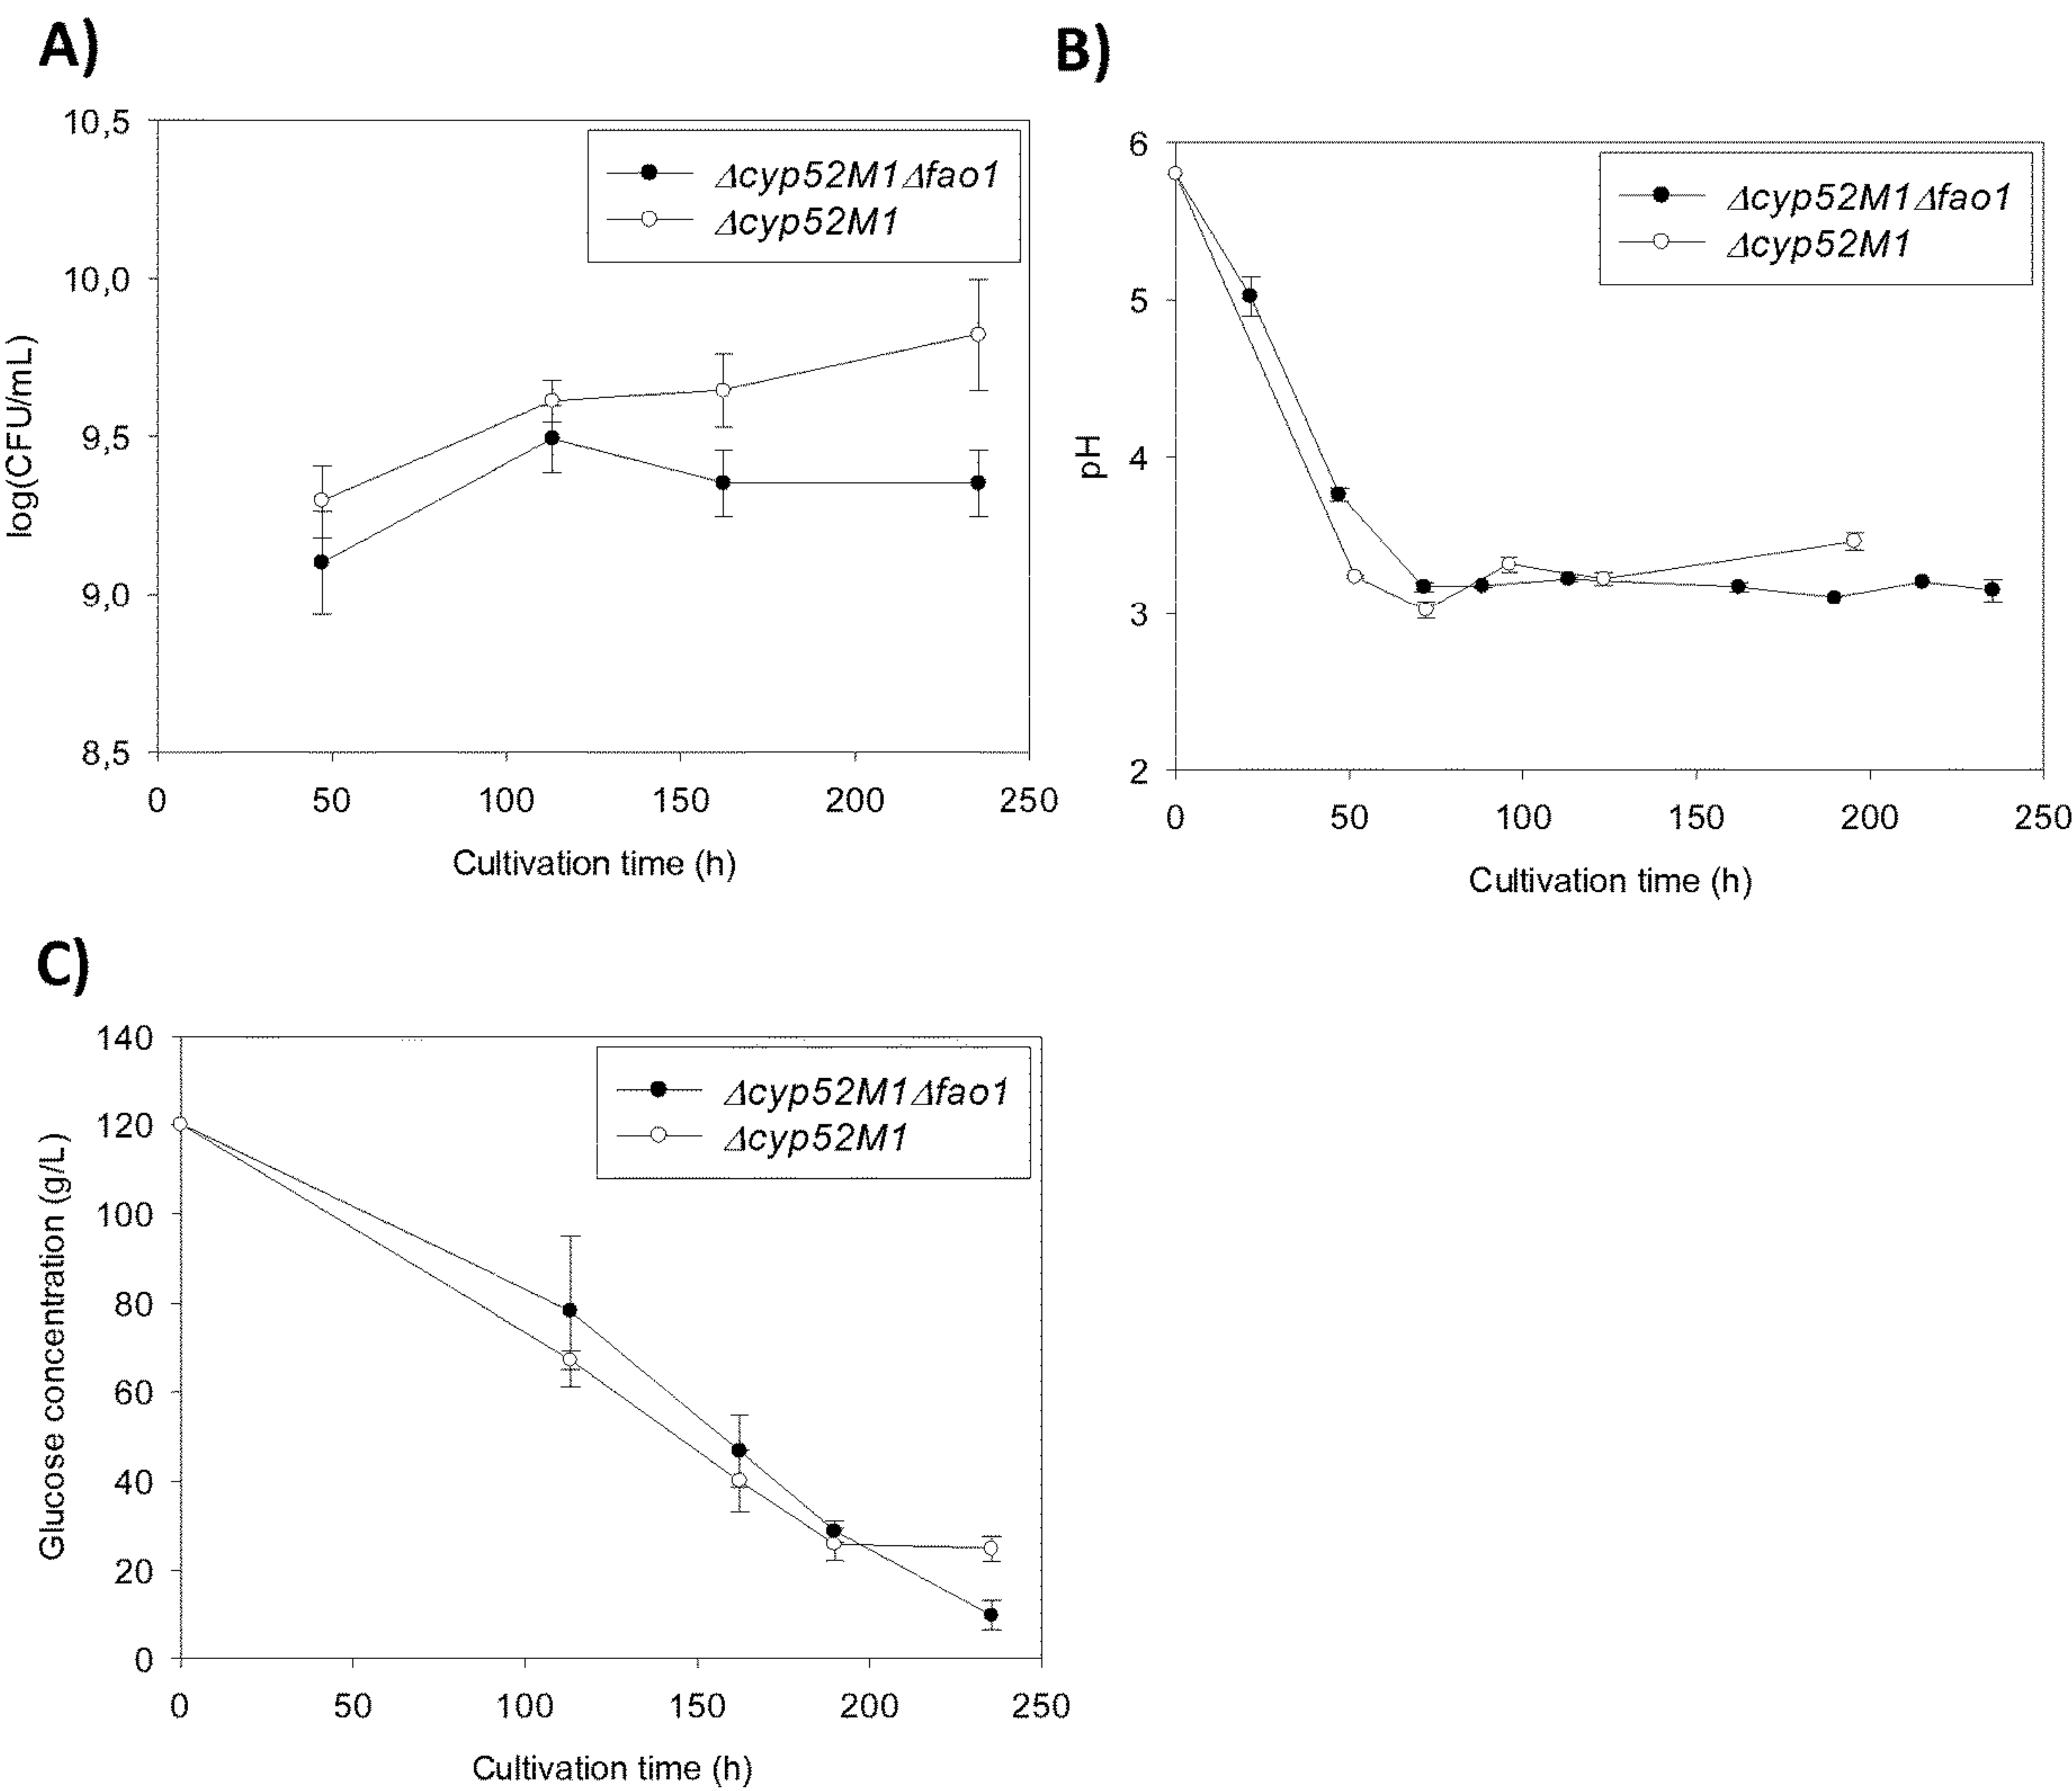 A)
10,5
10,0
9,5
9,0
8,5
log(CFU/mL)
Δcyp52M1Δfao1
Δcyp52M1
0 50 100 150 200 250
Cultivation time (h)
B)
6
5
4
3
2
pH
Δcyp52M1Δfao1
Δcyp52M1
0 50 100 150 200 250
Cultivation time (h)
C)
140
120
100
80
60
40
20
0
Glucose concentration (g/L)
Δcyp52M1Δfao1
Δcyp52M1
0 50 100 150 200 250
Cultivation time (h)